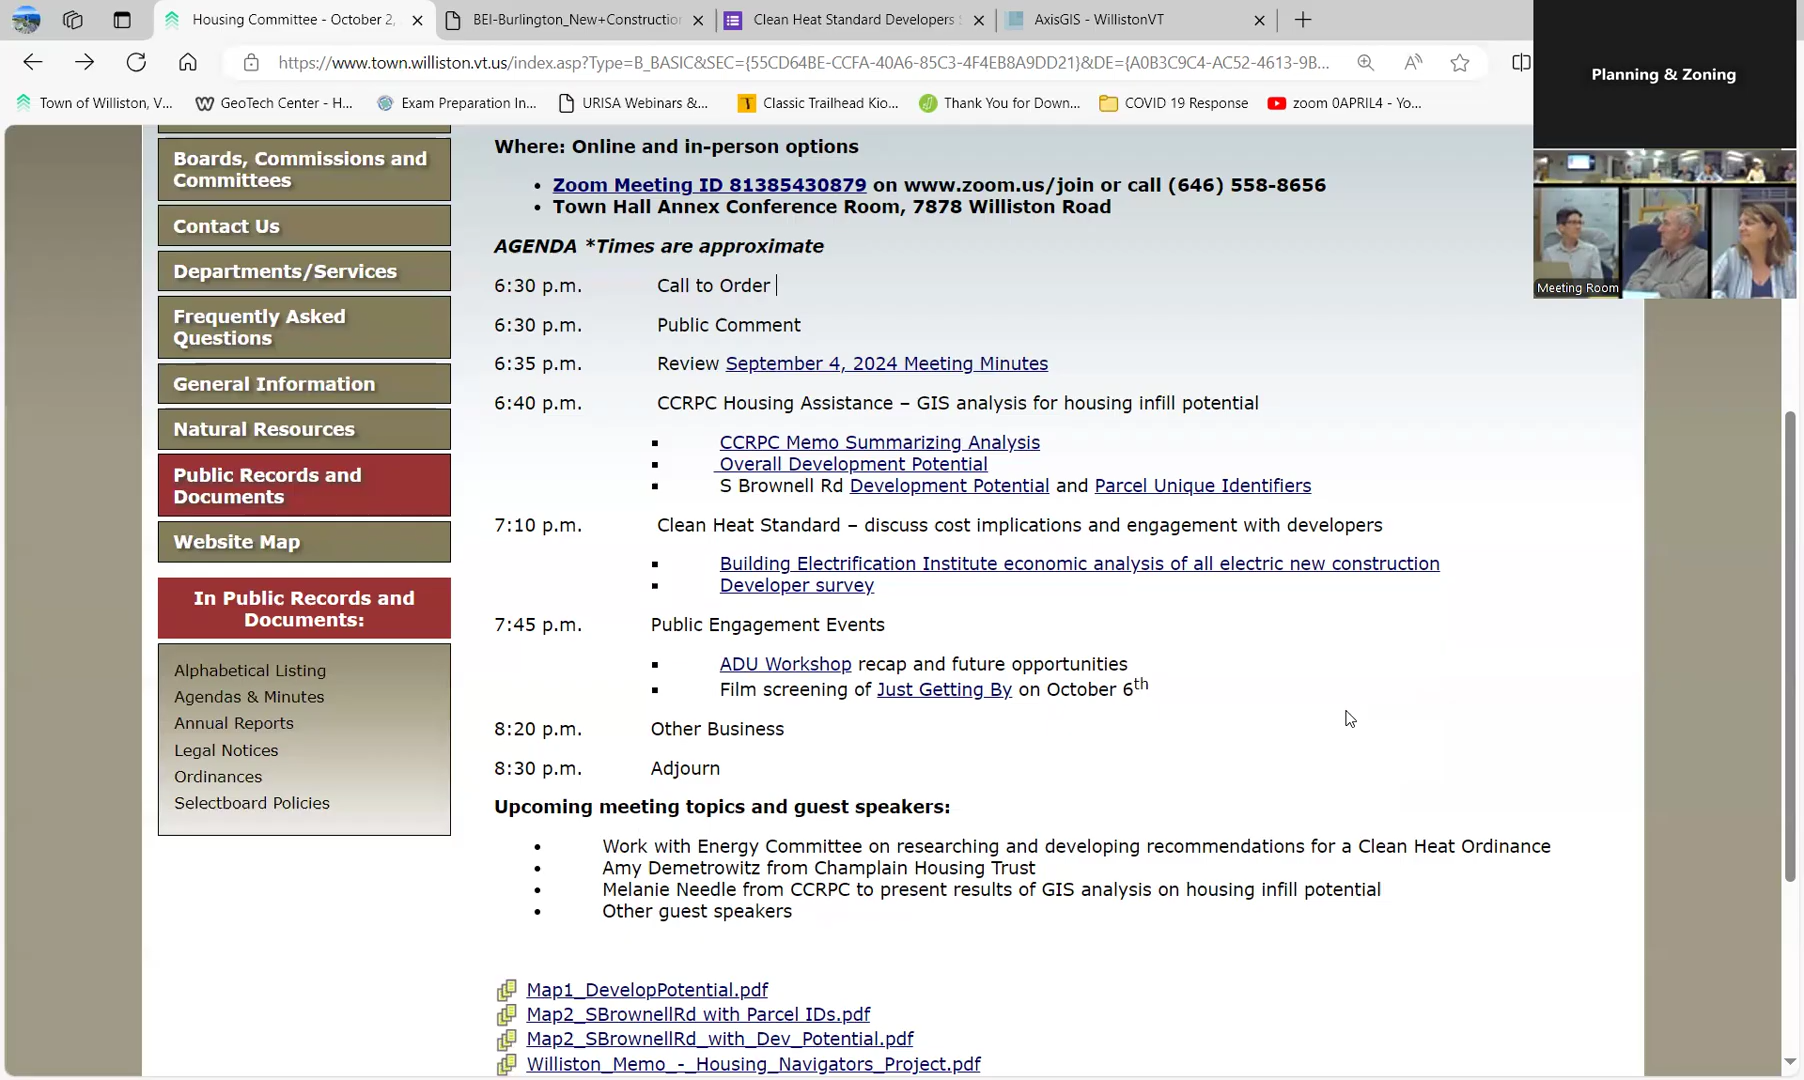 Housing Committee - October 2,
BEI-Burlington_New+Construction
Clean Heat Standard Developers S
AxisGIS - WillistonVT
https://www.town.williston.vt.us/index.asp?Type=B_BASIC&SEC={55CD64BE-CCFA-40A6-85C3-4F4EB8A9DD21}&DE={A0B3C9C4-AC52-4613-9B...
Town of Williston, V...
GeoTech Center - H...
Exam Preparation In...
URISA Webinars &...
Classic Trailhead Kio...
Thank You for Down...
COVID 19 Response
zoom 0APRIL4 - Yo...
Planning & Zoning
Meeting Room
Boards, Commissions and
Committees
Contact Us
Departments/Services
Frequently Asked
Questions
General Information
Natural Resources
Public Records and
Documents
Website Map
In Public Records and
Documents:
Alphabetical Listing
Agendas & Minutes
Annual Reports
Legal Notices
Ordinances
Selectboard Policies
Where: Online and in-person options
• Zoom Meeting ID 81385430879 on www.zoom.us/join or call (646) 558-8656
• Town Hall Annex Conference Room, 7878 Williston Road
AGENDA *Times are approximate
6:30 p.m. Call to Order
6:30 p.m. Public Comment
6:35 p.m. Review September 4, 2024 Meeting Minutes
6:40 p.m. CCRPC Housing Assistance – GIS analysis for housing infill potential
▪ CCRPC Memo Summarizing Analysis
▪ Overall Development Potential
▪ S Brownell Rd Development Potential and Parcel Unique Identifiers
7:10 p.m. Clean Heat Standard – discuss cost implications and engagement with developers
▪ Building Electrification Institute economic analysis of all electric new construction
▪ Developer survey
7:45 p.m. Public Engagement Events
▪ ADU Workshop recap and future opportunities
▪ Film screening of Just Getting By on October 6th
8:20 p.m. Other Business
8:30 p.m. Adjourn
Upcoming meeting topics and guest speakers:
• Work with Energy Committee on researching and developing recommendations for a Clean Heat Ordinance
• Amy Demetrowitz from Champlain Housing Trust
• Melanie Needle from CCRPC to present results of GIS analysis on housing infill potential
• Other guest speakers
Map1_DevelopPotential.pdf
Map2_SBrownellRd with Parcel IDs.pdf
Map2_SBrownellRd_with_Dev_Potential.pdf
Williston_Memo_-_Housing_Navigators_Project.pdf